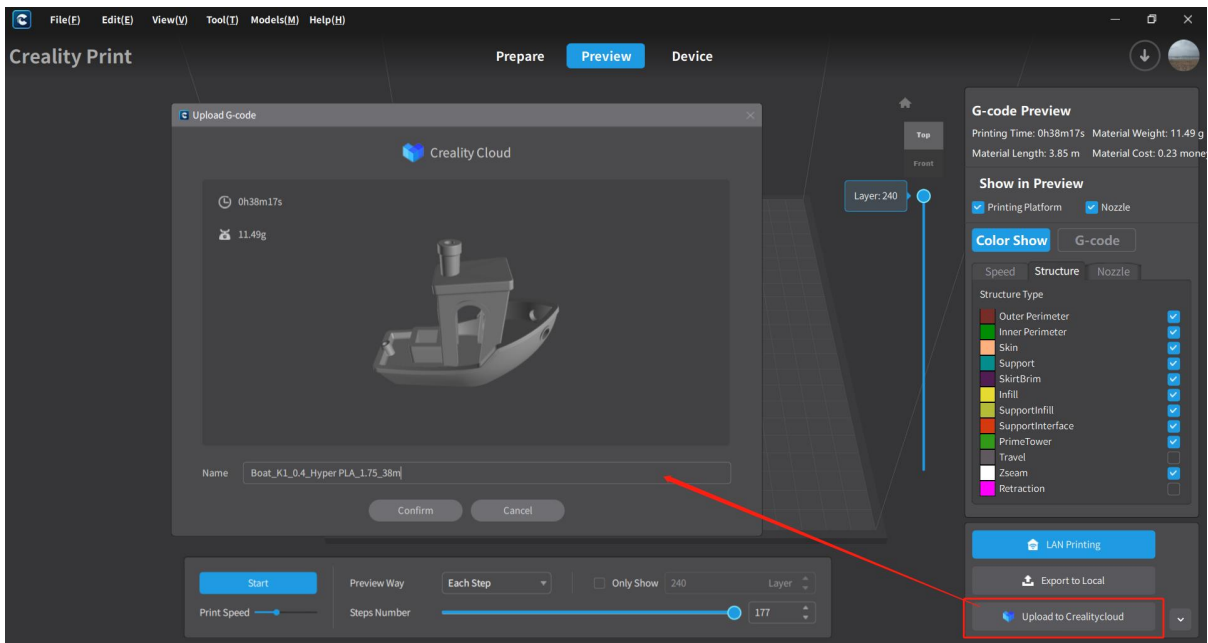 File(F) Edit(E) View(V) Tool(T) Models(M) Help(H)
Creality Print
Prepare Preview Device
Upload G-code
Creality Cloud
0h38m17s
11.49g
Name Boat_K1_0.4_Hyper PLA_1.75_38m
Confirm Cancel
Top
Front
Layer: 240
G-code Preview
Printing Time: 0h38m17s Material Weight: 11.49 g
Material Length: 3.85 m Material Cost: 0.23 mone
Show in Preview
Printing Platform Nozzle
Color Show G-code
Speed Structure Nozzle
Structure Type
Outer Perimeter
Inner Perimeter
Skin
Support
SkirtBrim
Infill
SupportInfill
SupportInterface
PrimeTower
Travel
Zseam
Retraction
LAN Printing
Export to Local
Upload to Crealitycloud
Start Preview Way Each Step Only Show 240 Layer
Print Speed Steps Number 177